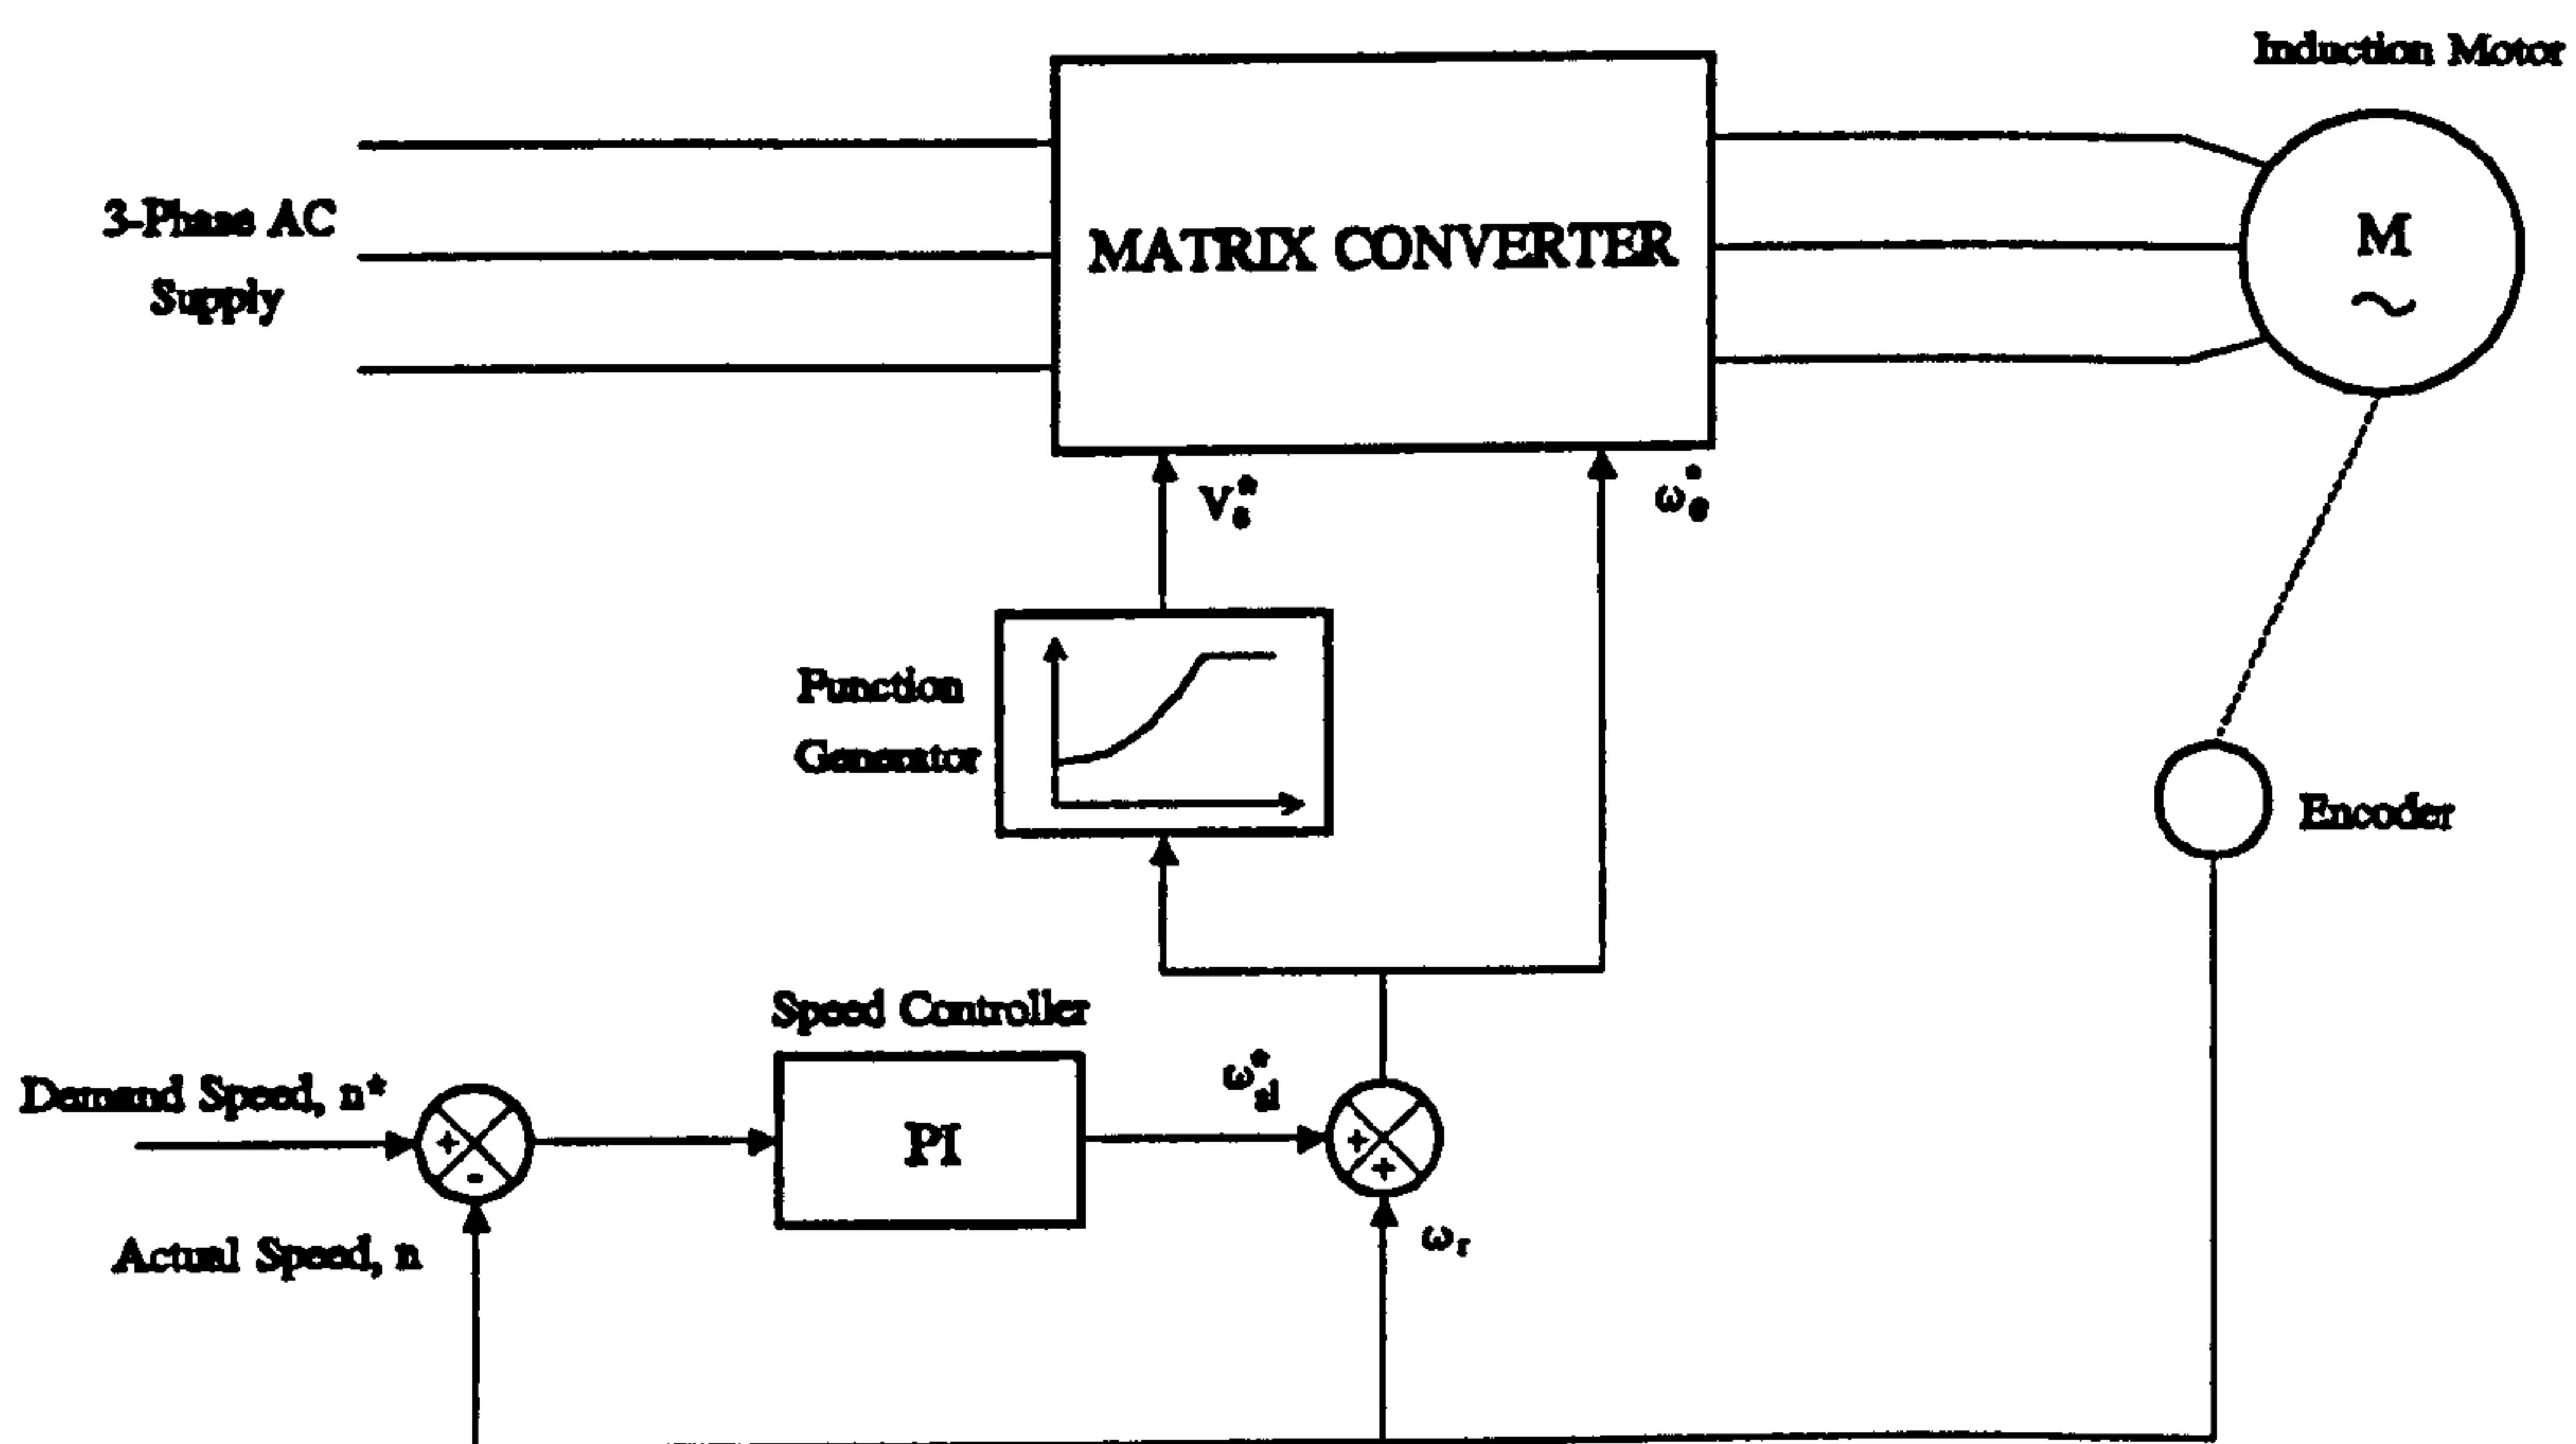 Induction Motor
3-Phase AC
Supply
MATRIX CONVERTER
M
~
V*s
ω*e
Function
Generator
Encoder
Speed Controller
Demand Speed, n*
+
-
PI
ω*sl
+
+
Actual Speed, n
ωr